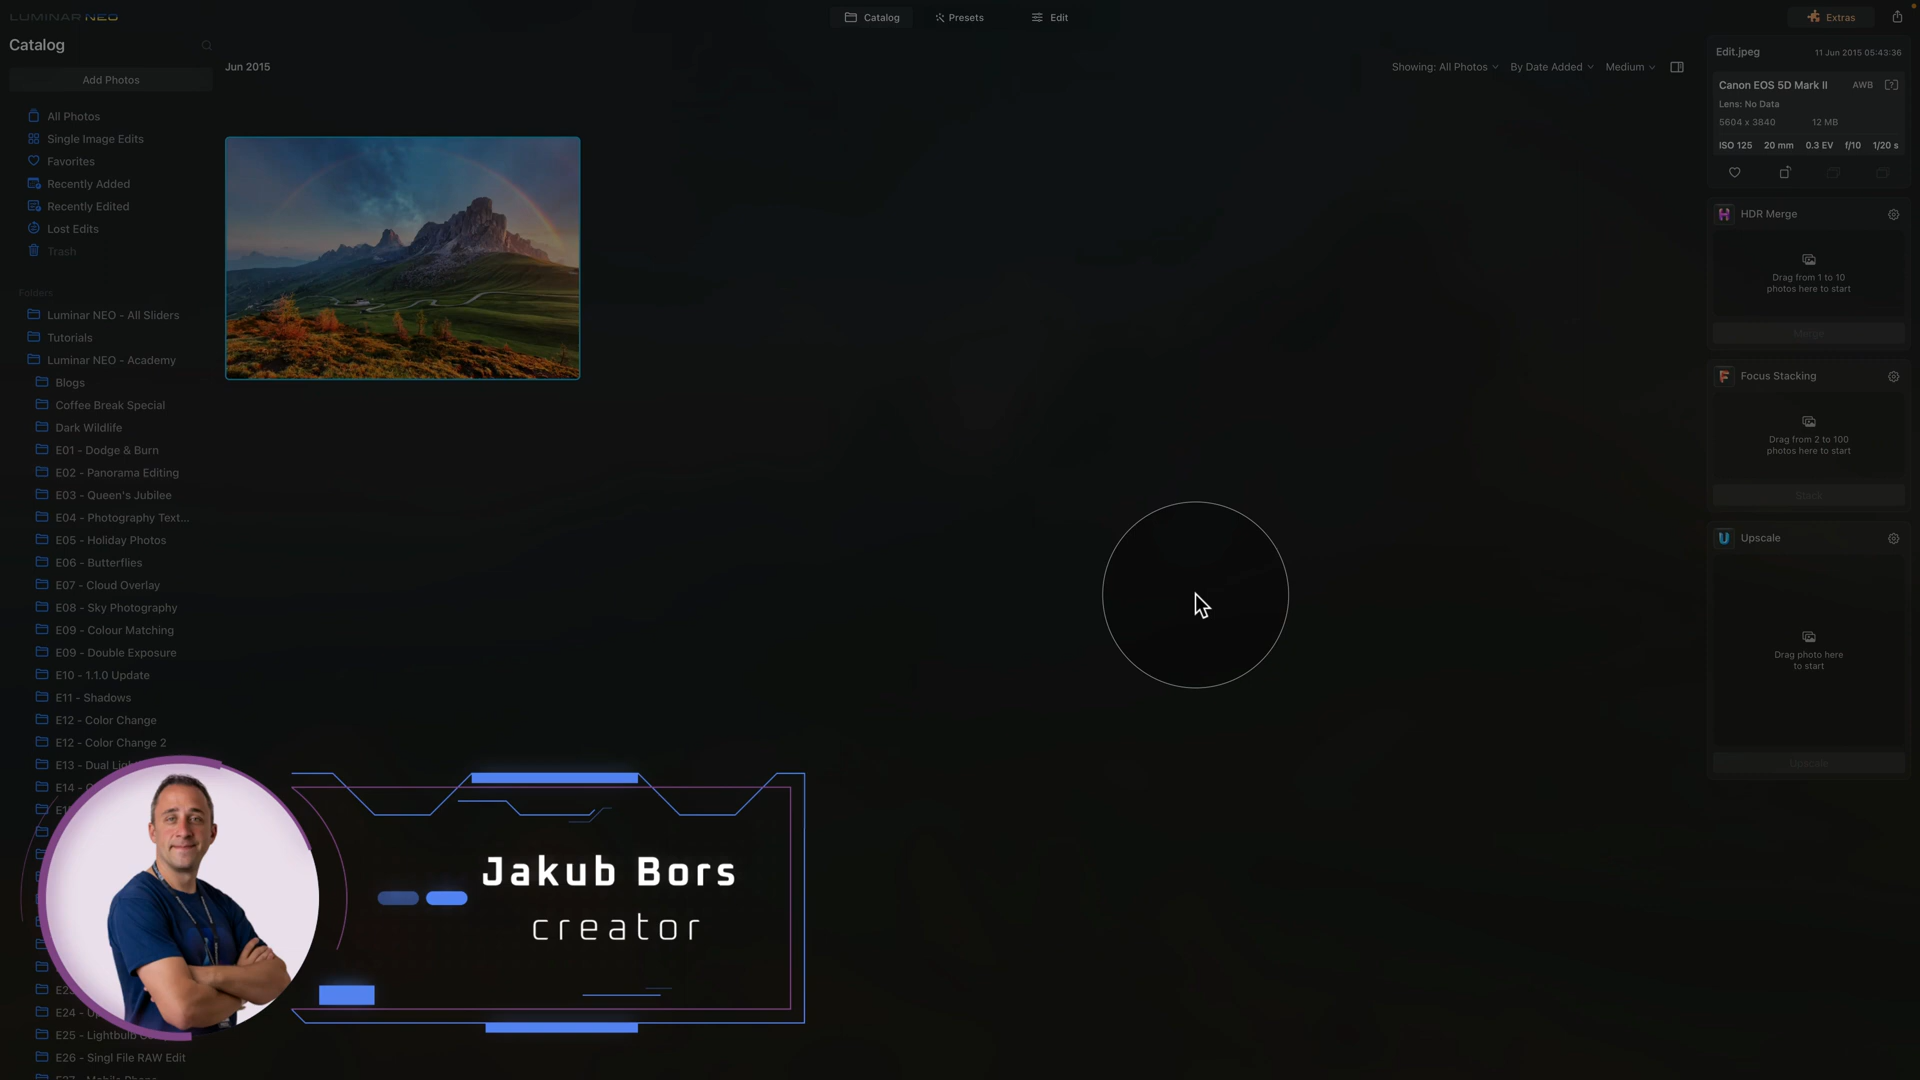 LUMINAR NEO
Catalog
Presets
Edit
Extras
Catalog
Add Photos
All Photos
Single Image Edits
Favorites
Recently Added
Recently Edited
Lost Edits
Trash
Folders
Luminar NEO - All Sliders
Tutorials
Luminar NEO - Academy
Blogs
Coffee Break Special
Dark Wildlife
E01 - Dodge & Burn
E02 - Panorama Editing
E03 - Queen's Jubilee
E04 - Photography Text...
E05 - Holiday Photos
E06 - Butterflies
E07 - Cloud Overlay
E08 - Sky Photography
E09 - Colour Matching
E09 - Double Exposure
E10 - 1.1.0 Update
E11 - Shadows
E12 - Color Change
E12 - Color Change 2
E13 - Dual
E14 -
E24 -
E25 - Lightbulb
E26 - Singl File RAW Edit
Jun 2015
Showing: All Photos
By Date Added
Medium
Jakub Bors
creator
Edit.jpeg
11 Jun 2015 05:43:36
Canon EOS 5D Mark II
AWB
Lens: No Data
5604 x 3840
12 MB
ISO 125
20 mm
0.3 EV
f/10
1/20 s
HDR Merge
Drag from 1 to 10
photos here to start
Merge
Focus Stacking
Drag from 2 to 100
photos here to start
Stack
Upscale
Drag photo here
to start
Upscale